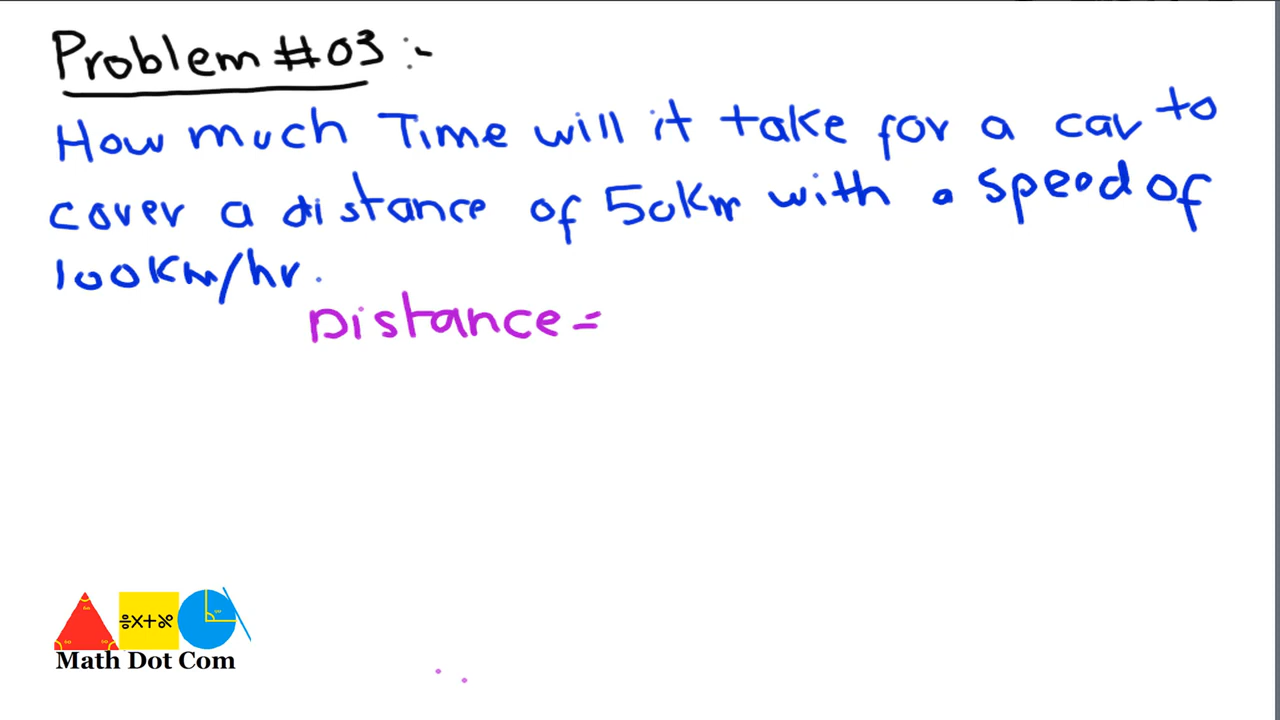 Problem #03 :-
How much Time will it take for a car to
cover a distance of 50Km with a speed of
100Km/hr.
Distance =
÷x+%
Math Dot Com